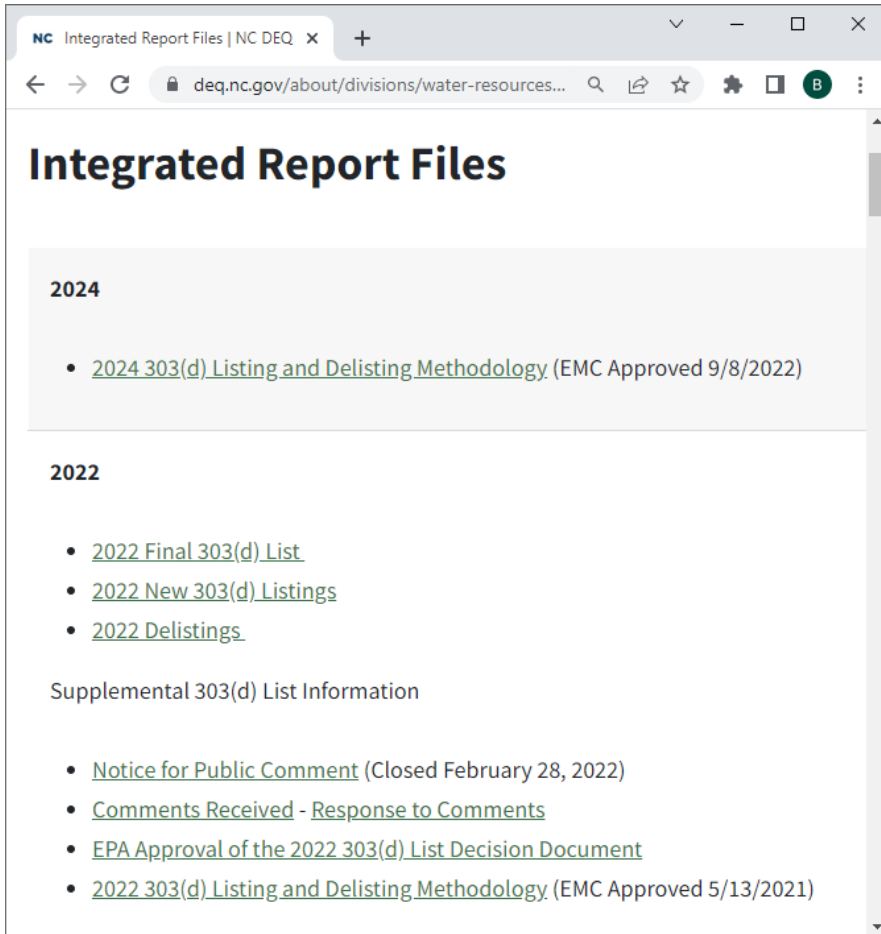 NC Integrated Report Files | NC DEQ
deq.nc.gov/about/divisions/water-resources...
B
Integrated Report Files
2024
2024 303(d) Listing and Delisting Methodology (EMC Approved 9/8/2022)
2022
2022 Final 303(d) List
2022 New 303(d) Listings
2022 Delistings
Supplemental 303(d) List Information
Notice for Public Comment (Closed February 28, 2022)
Comments Received - Response to Comments
EPA Approval of the 2022 303(d) List Decision Document
2022 303(d) Listing and Delisting Methodology (EMC Approved 5/13/2021)